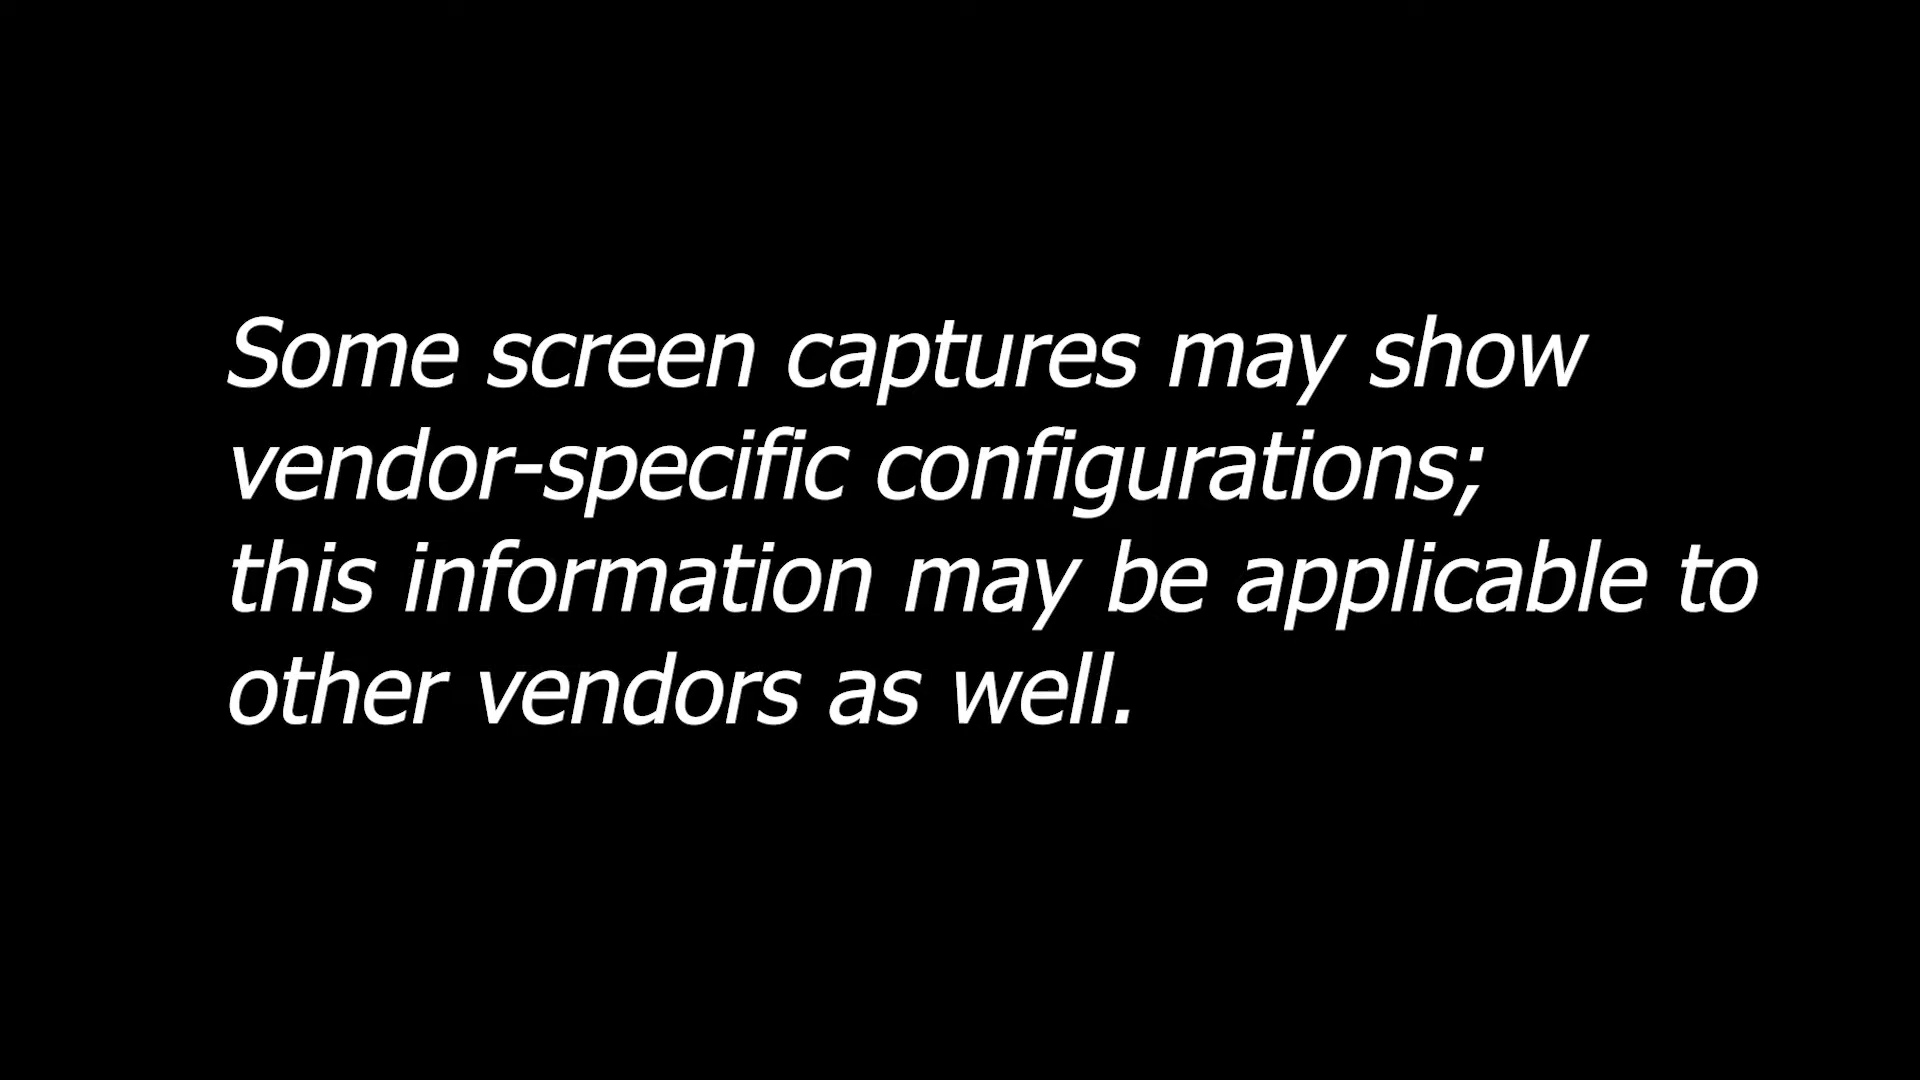 Some screen captures may show
vendor-specific configurations;
this information may be applicable to
other vendors as well.